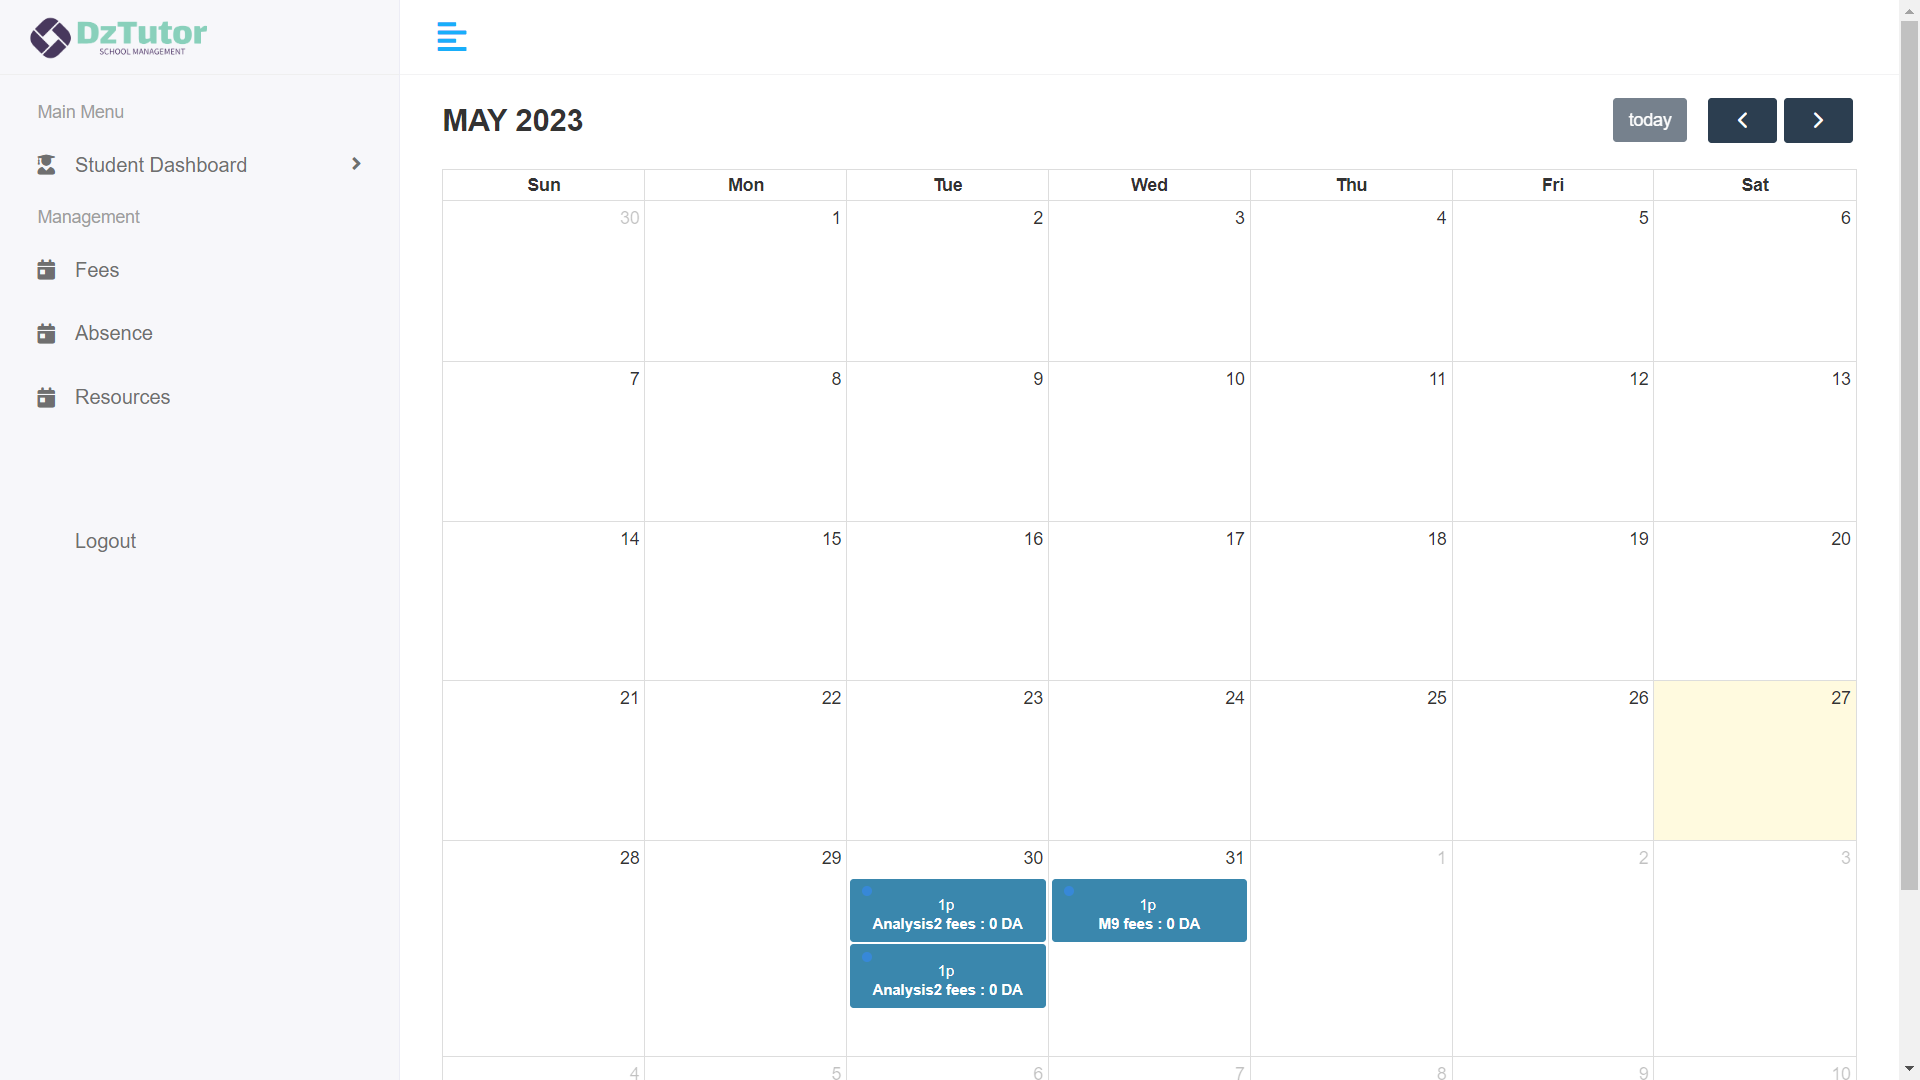 DzTutor
SCHOOL MANAGEMENT
Main Menu
Student Dashboard
Management
Fees
Absence
Resources
Logout
MAY 2023
today
Sun Mon Tue Wed Thu Fri Sat
30 1 2 3 4 5 6
7 8 9 10 11 12 13
14 15 16 17 18 19 20
21 22 23 24 25 26 27
28 29 30 31 1 2 3
1p
Analysis2 fees : 0 DA
1p
Analysis2 fees : 0 DA
1p
M9 fees : 0 DA
4 5 6 7 8 9 10